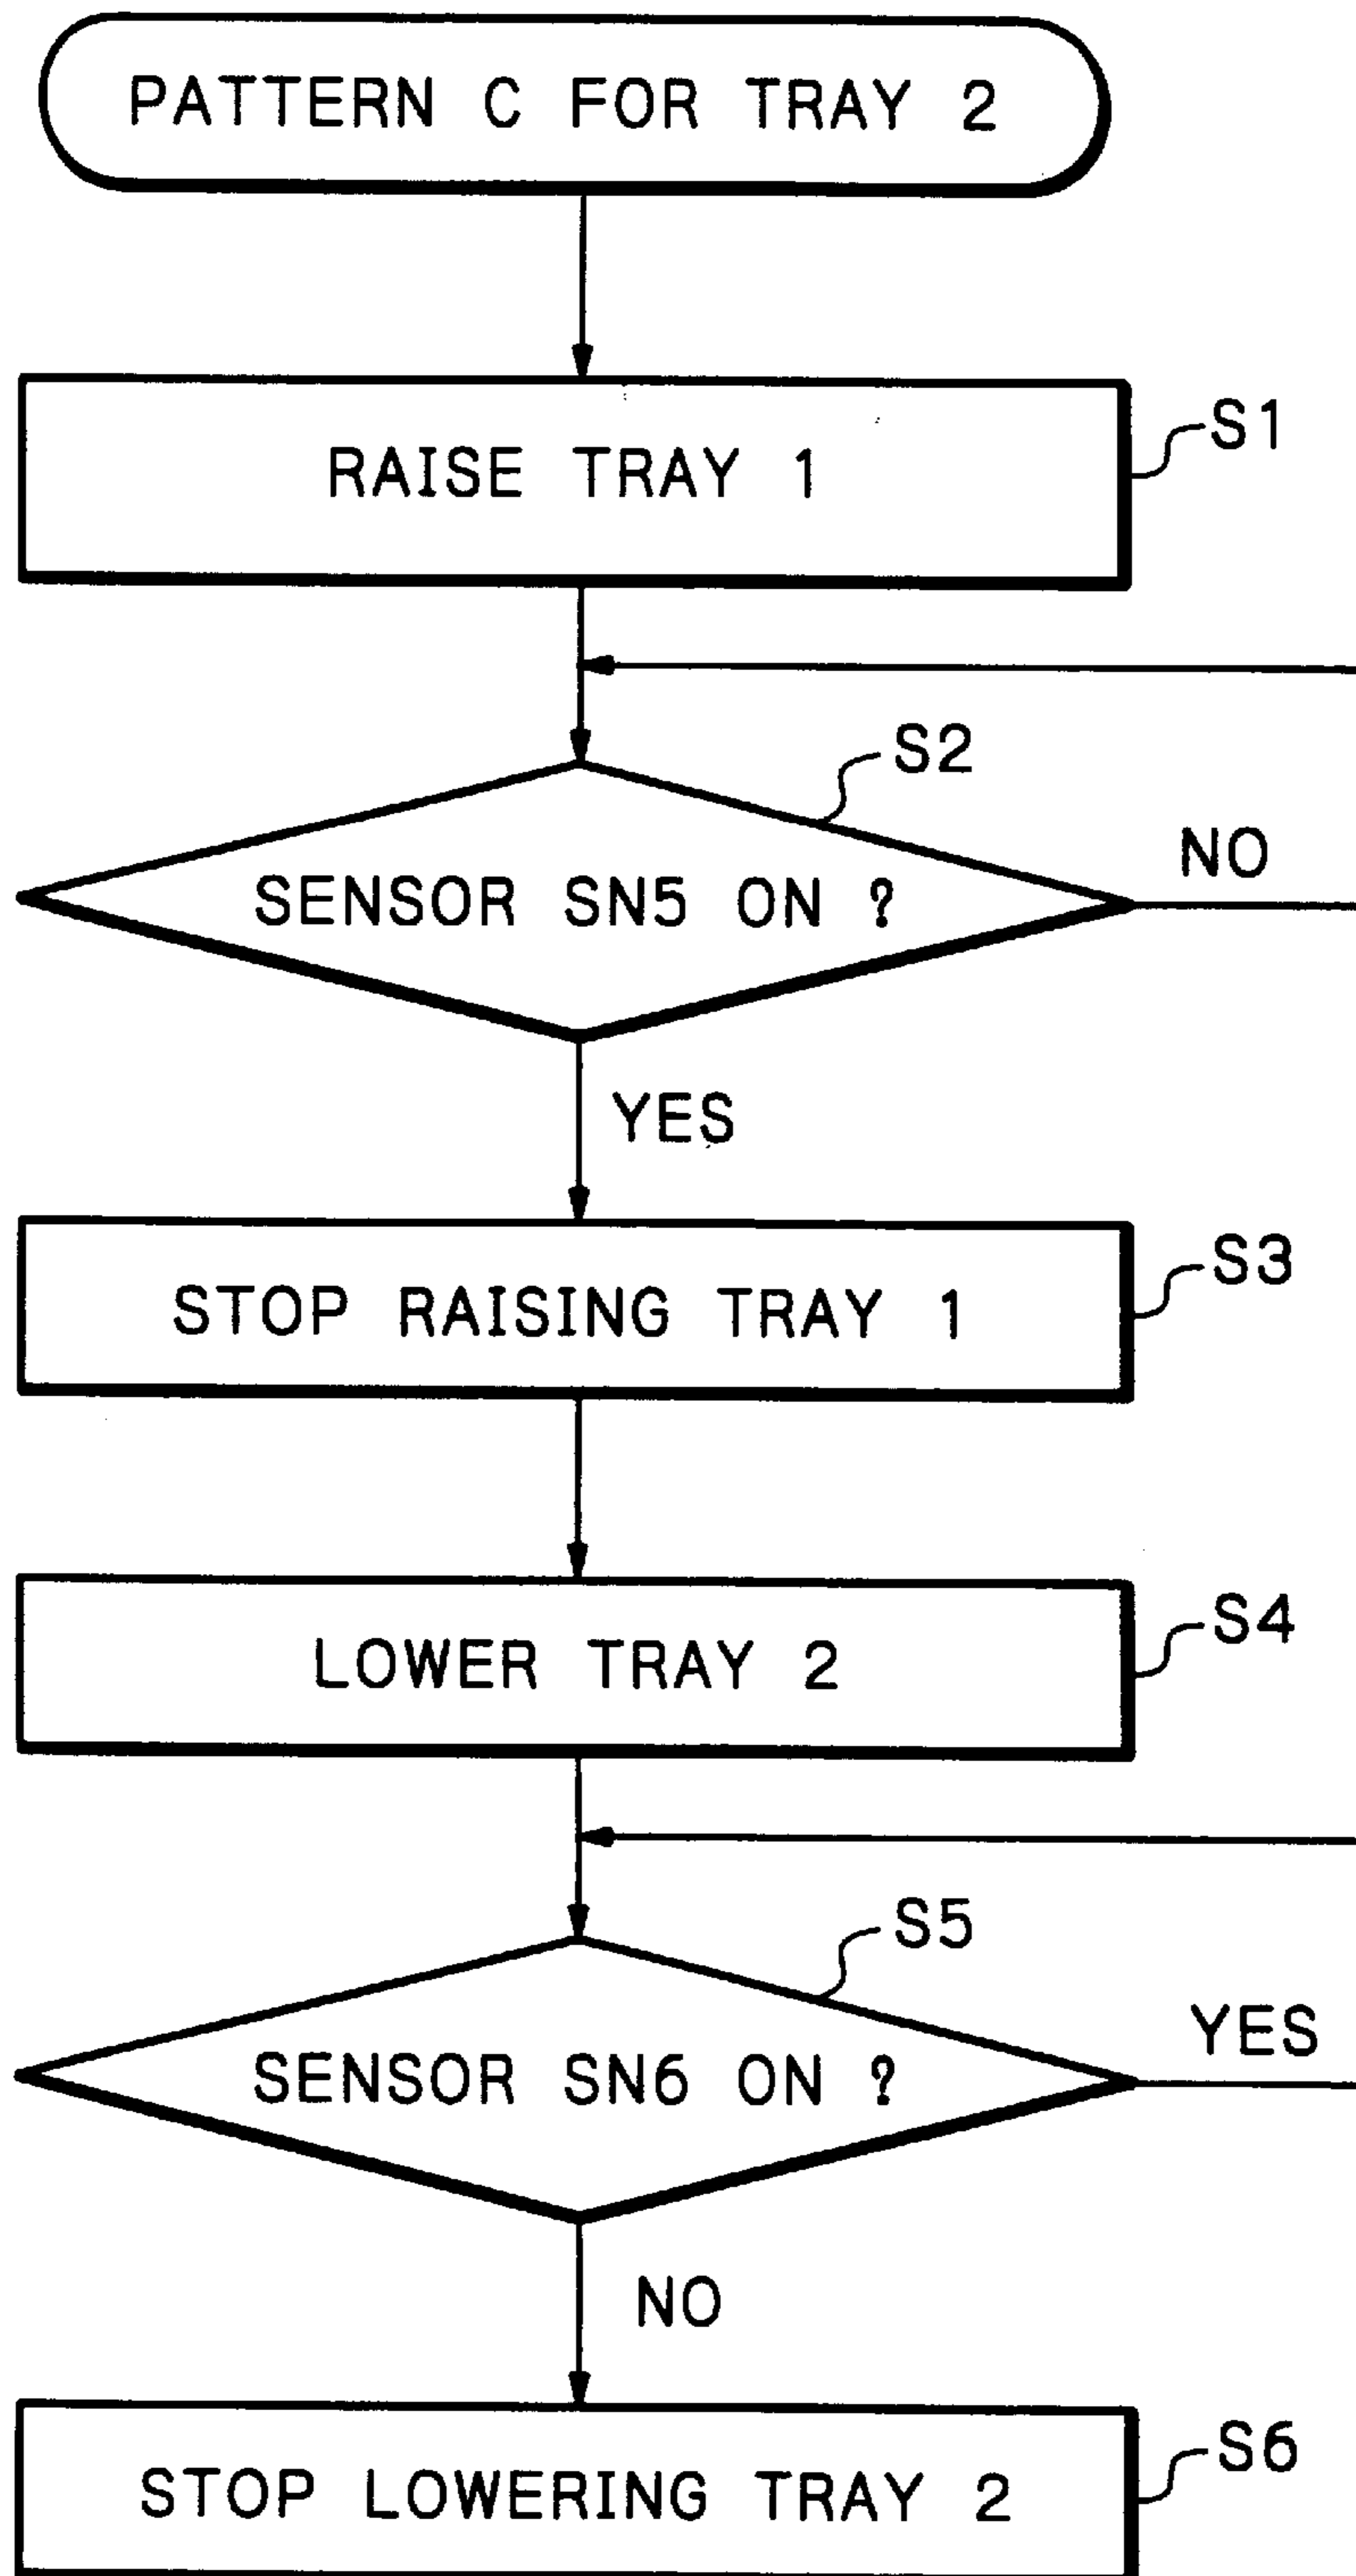 PATTERN C FOR TRAY 2
RAISE TRAY 1
S1
S2
SENSOR SN5 ON ?
NO
YES
STOP RAISING TRAY 1
S3
LOWER TRAY 2
S4
S5
SENSOR SN6 ON ?
YES
NO
STOP LOWERING TRAY 2
S6